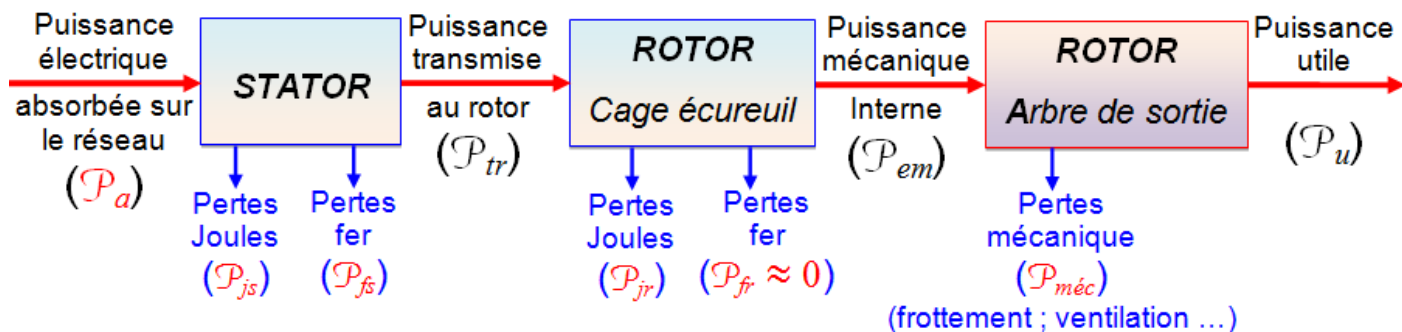 Puissance
électrique
absorbée sur
le réseau
(𝒫a)
STATOR
Pertes
Joules
(𝒫js)
Pertes
fer
(𝒫fs)
Puissance
transmise
au rotor
(𝒫tr)
ROTOR
Cage écureuil
Pertes
Joules
(𝒫jr)
Pertes
fer
(𝒫fr ≈ 0)
Puissance
mécanique
Interne
(𝒫em)
ROTOR
Arbre de sortie
Pertes
mécanique
(𝒫méc)
(frottement ; ventilation ...)
Puissance
utile
(𝒫u)